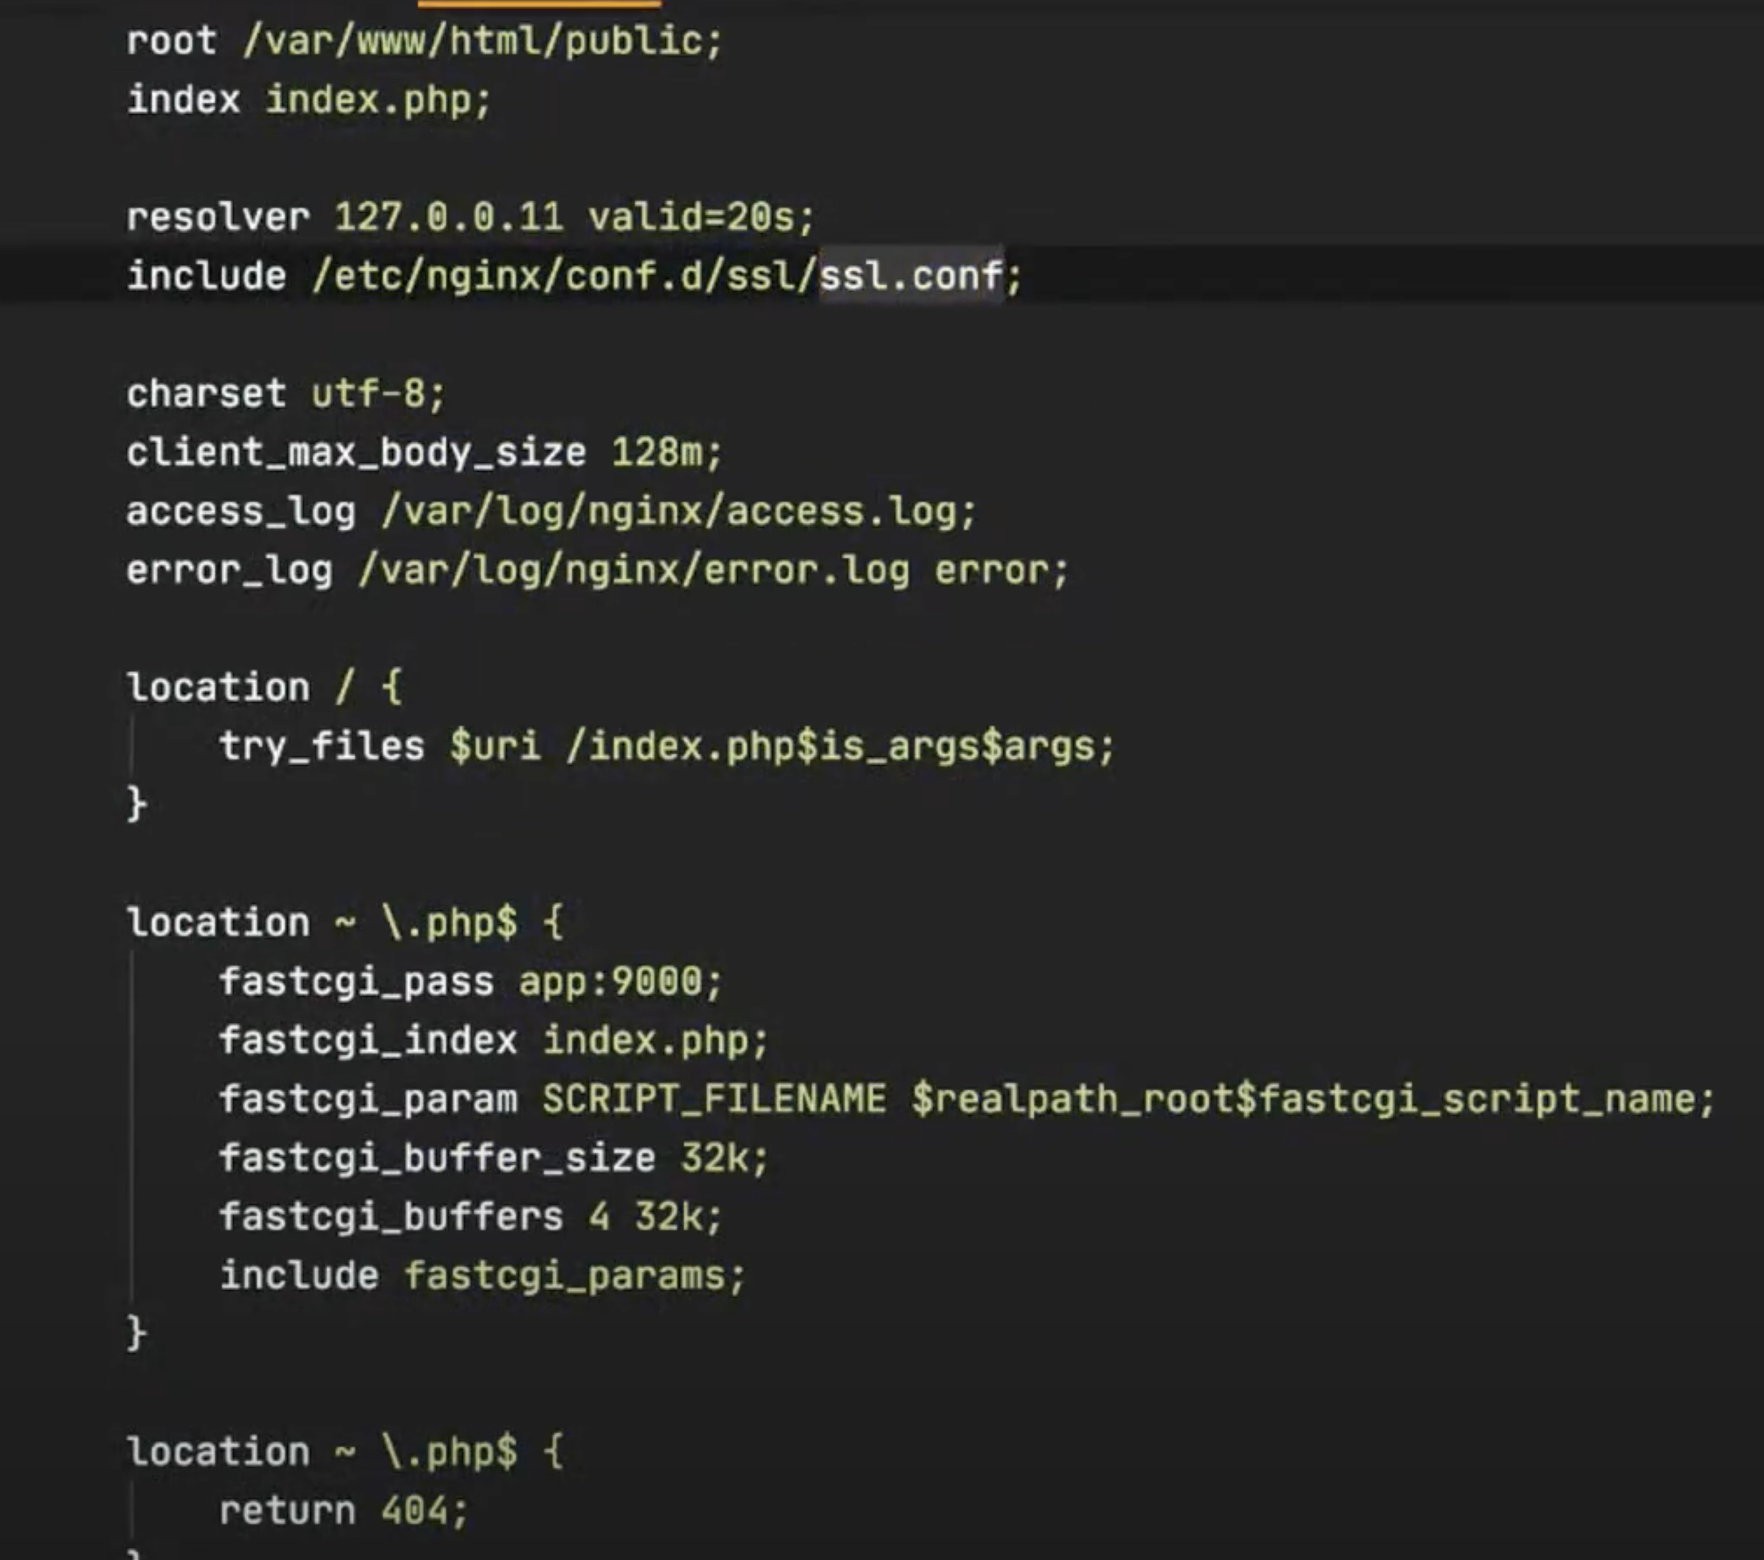 root /var/www/html/public;
index index.php;
resolver 127.0.0.11 valid=20s;
include /etc/nginx/conf.d/ssl/ssl.conf;
charset utf-8;
client_max_body_size 128m;
access_log /var/log/nginx/access.log;
error_log /var/log/nginx/error.log error;
location / {
try_files $uri /index.php$is_args$args;
}
location ~ \.php$ {
fastcgi_pass app:9000;
fastcgi_index index.php;
fastcgi_param SCRIPT_FILENAME $realpath_root$fastcgi_script_name;
fastcgi_buffer_size 32k;
fastcgi_buffers 4 32k;
include fastcgi_params;
}
location ~ \.php$ {
return 404;
}